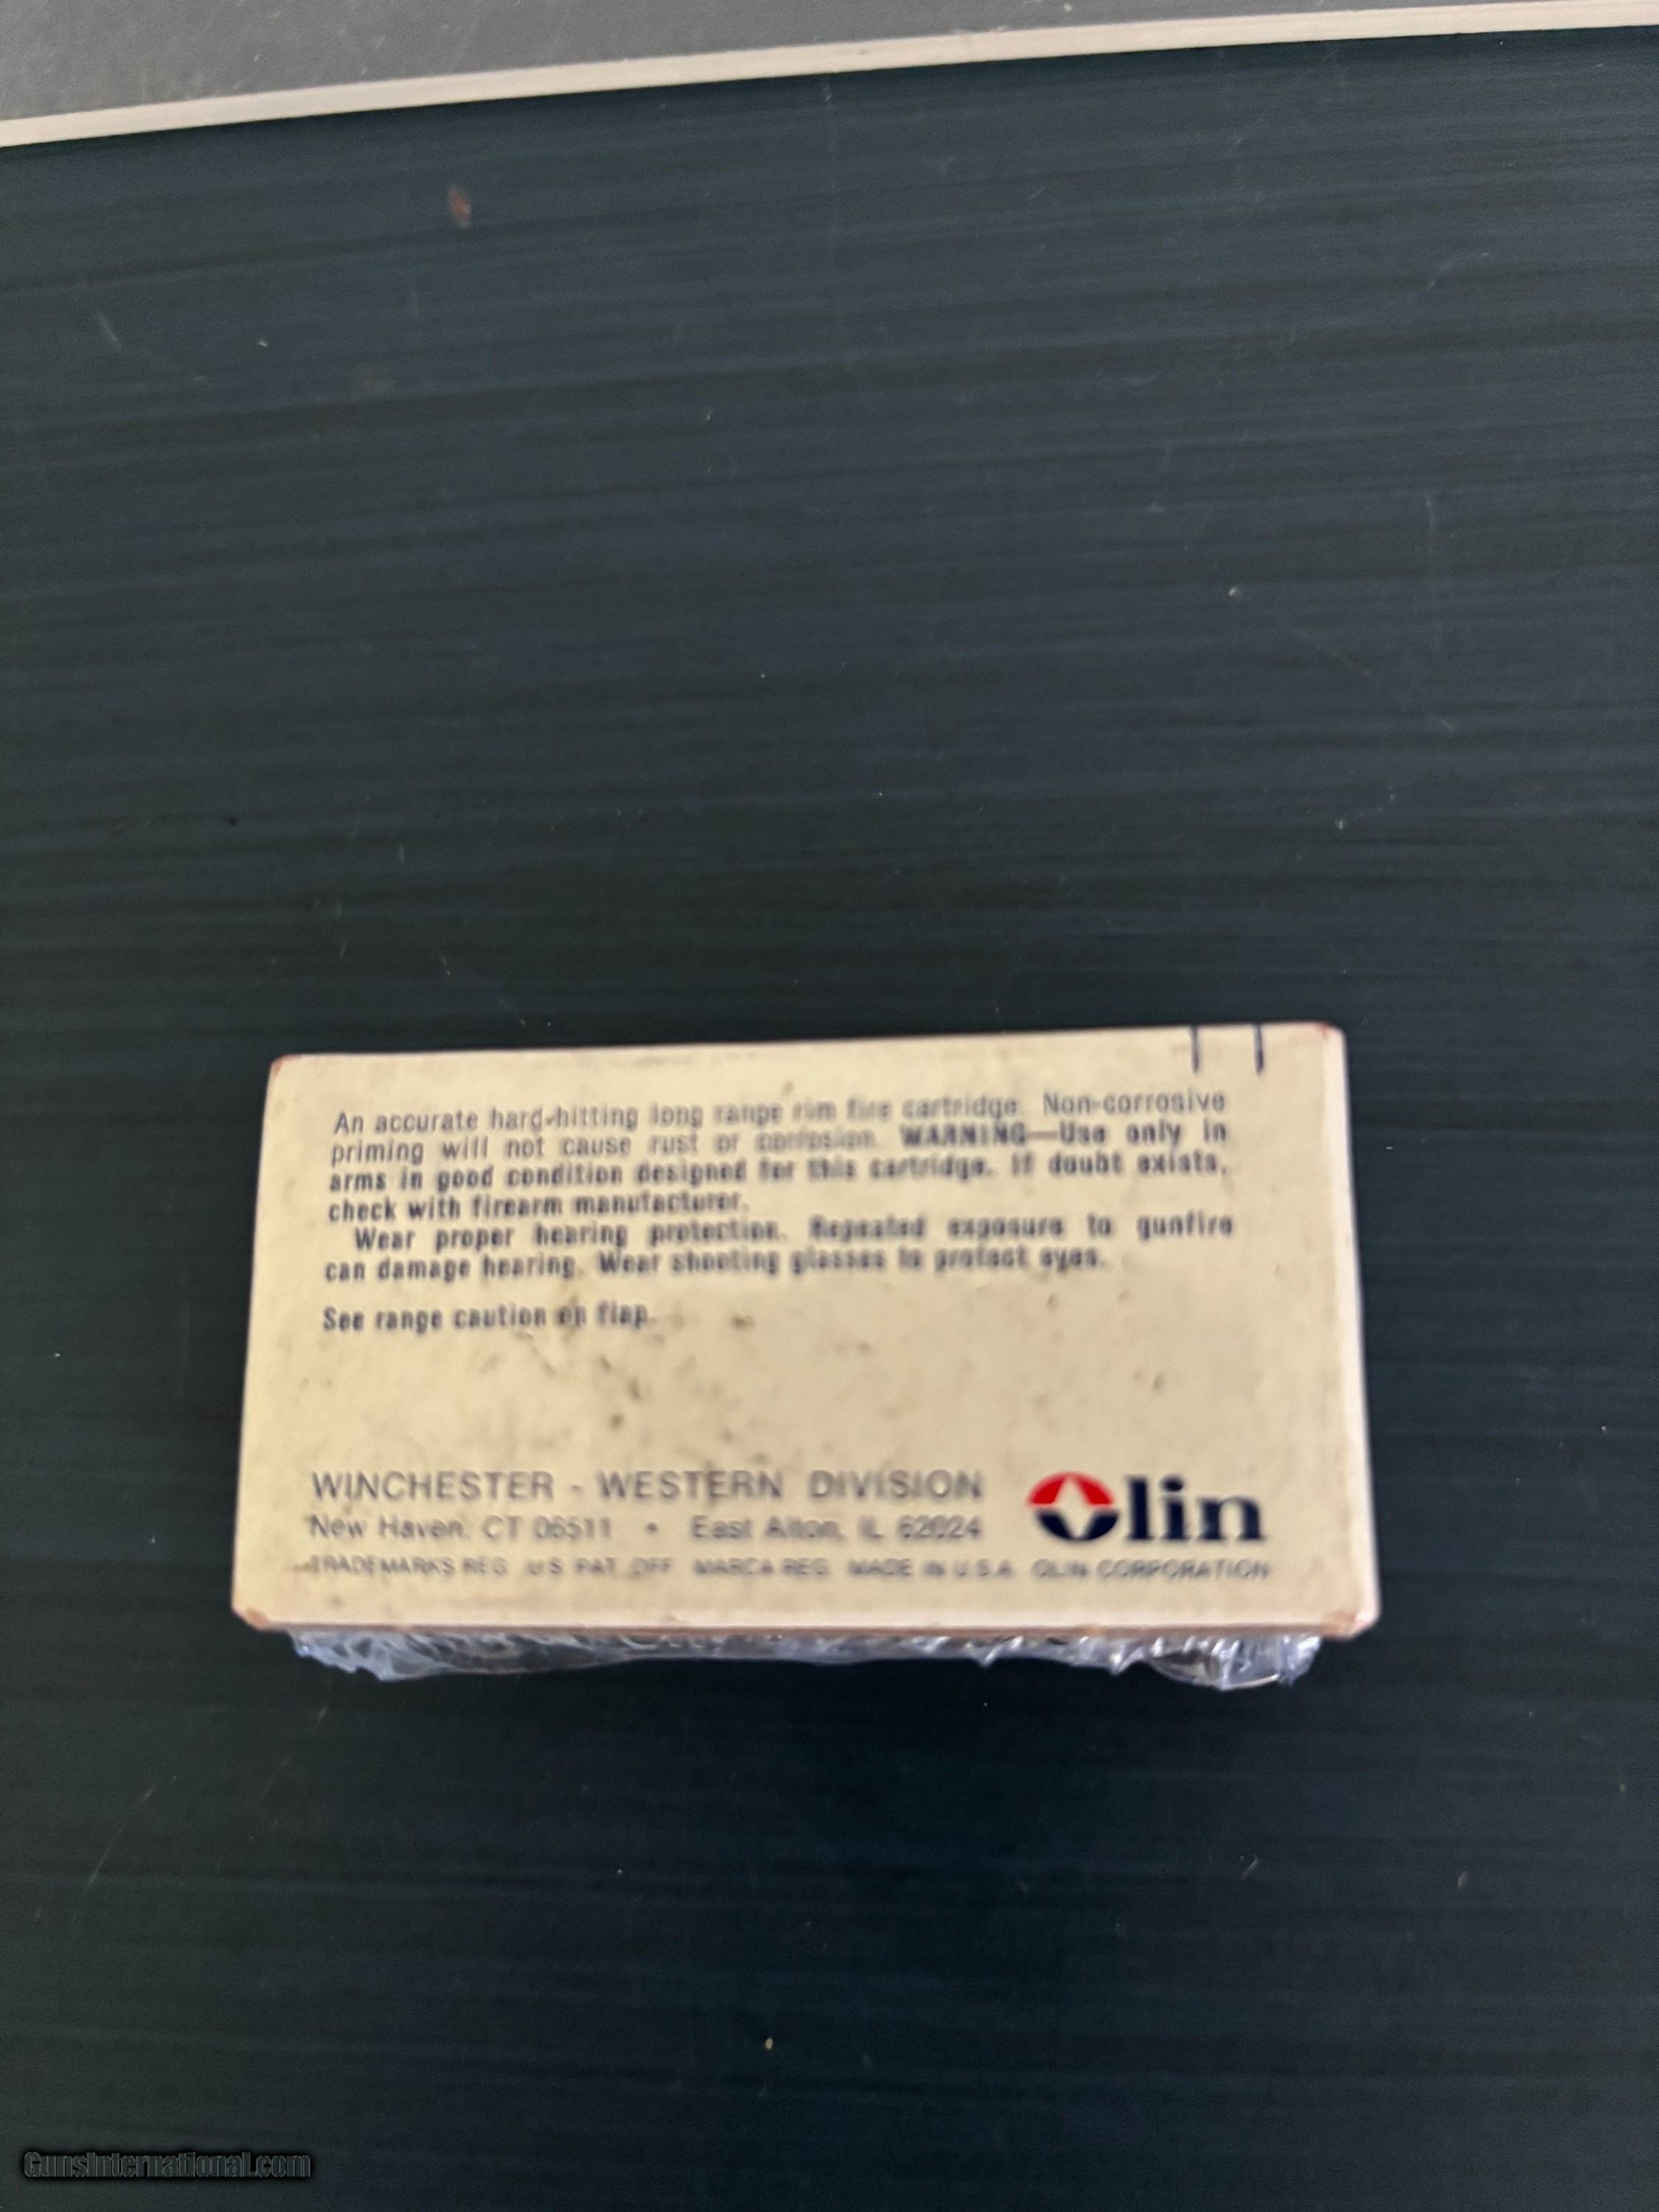 An accurate hard-hitting long range rim fire cartridge. Non-corrosive
priming will not cause rust or corrosion. WARNING—Use only in
arms in good condition designed for this cartridge. If doubt exists,
check with firearm manufacturer.
Wear proper hearing protection. Repeated exposure to gunfire
can damage hearing. Wear shooting glasses to protect eyes.
See range caution on flap.
WINCHESTER - WESTERN DIVISION
New Haven, CT 06511 • East Alton, IL 62024
Olin
TRADEMARKS REG. U.S. PAT. OFF. MARCA REG. MADE IN U.S.A. OLIN CORPORATION
GunsInternational.com